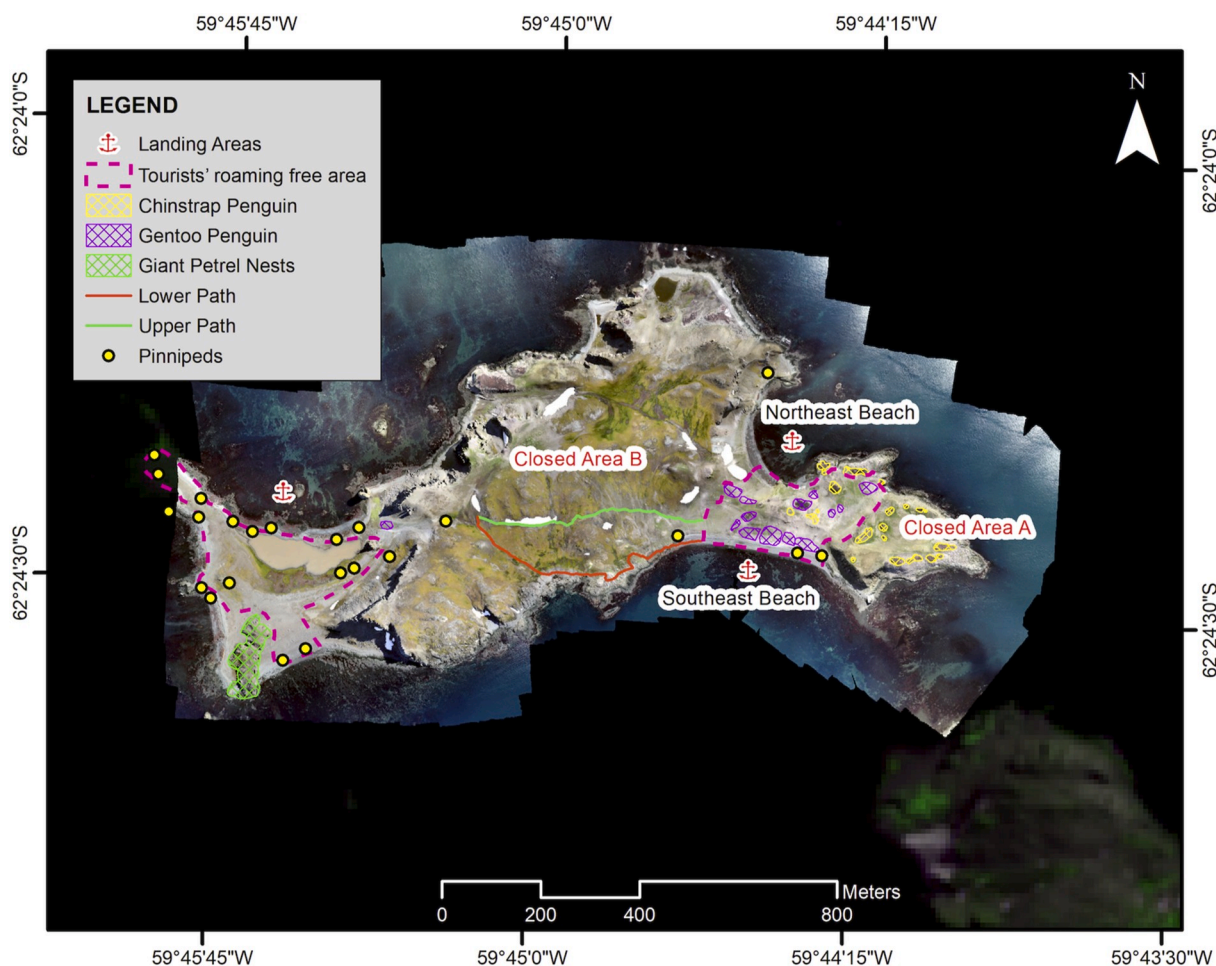 59°45'45"W 59°45'0"W 59°44'15"W
62°24'0"S
62°24'0"S
N
LEGEND
Landing Areas
Tourists' roaming free area
Chinstrap Penguin
Gentoo Penguin
Giant Petrel Nests
Lower Path
Upper Path
Pinnipeds
Northeast Beach
Closed Area B
Closed Area A
Southeast Beach
62°24'30"S
62°24'30"S
Meters
0 200 400 800
59°45'45"W 59°45'0"W 59°44'15"W 59°43'30"W